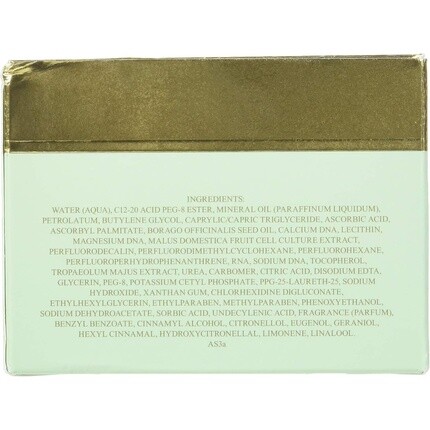 INGREDIENTS:
WATER (AQUA), C12-20 ACID PEG-8 ESTER, MINERAL OIL (PARAFFINUM LIQUIDUM),
PETROLATUM, BUTYLENE GLYCOL, CAPRYLIC/CAPRIC TRIGLYCERIDE, ASCORBIC ACID,
ASCORBYL PALMITATE, BORAGO OFFICINALIS SEED OIL, CALCIUM DNA, LECITHIN,
MAGNESIUM DNA, MALUS DOMESTICA FRUIT CELL CULTURE EXTRACT,
PERFLUORODECALIN, PERFLUORODIMETHYLCYCLOHEXANE, PERFLUOROHEXANE,
PERFLUOROPERHYDROPHENANTHRENE, RNA, SODIUM DNA, TOCOPHEROL,
TROPAEOLUM MAJUS EXTRACT, UREA, CARBOMER, CITRIC ACID, DISODIUM EDTA,
GLYCERIN, PEG-8, POTASSIUM CETYL PHOSPHATE, PPG-25-LAURETH-25, SODIUM
HYDROXIDE, XANTHAN GUM, CHLORHEXIDINE DIGLUCONATE,
ETHYLHEXYLGLYCERIN, ETHYLPARABEN, METHYLPARABEN, PHENOXYETHANOL,
SODIUM DEHYDROACETATE, SORBIC ACID, UNDECYLENIC ACID, FRAGRANCE (PARFUM),
BENZYL BENZOATE, CINNAMYL ALCOHOL, CITRONELLOL, EUGENOL, GERANIOL,
HEXYL CINNAMAL, HYDROXYCITRONELLAL, LIMONENE, LINALOOL.
AS3a